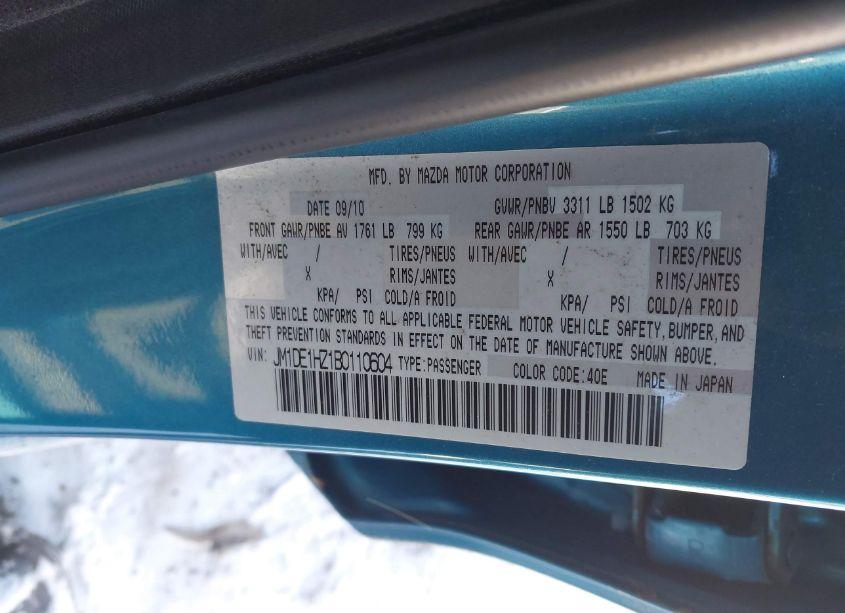 MFD. BY MAZDA MOTOR CORPORATION
DATE 09/10 GVWR/PNBV 3311 LB 1502 KG
FRONT GAWR/PNBE AV 1761 LB 799 KG REAR GAWR/PNBE AR 1550 LB 703 KG
WITH/AVEC / TIRES/PNEUS WITH/AVEC / TIRES/PNEUS
X RIMS/JANTES X RIMS/JANTES
KPA/ PSI COLD/A FROID KPA/ PSI COLD/A FROID
THIS VEHICLE CONFORMS TO ALL APPLICABLE FEDERAL MOTOR VEHICLE SAFETY, BUMPER, AND
THEFT PREVENTION STANDARDS IN EFFECT ON THE DATE OF MANUFACTURE SHOWN ABOVE.
VIN: JM1DE1HZ1B0110604 TYPE:PASSENGER COLOR CODE:40E MADE IN JAPAN